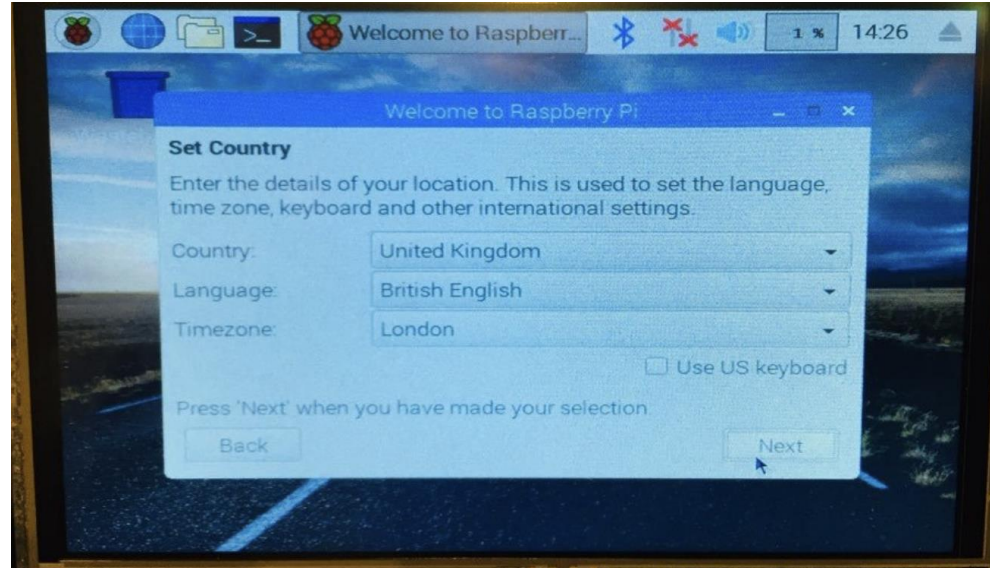 Welcome to Raspberr... 1 % 14:26
Welcome to Raspberry Pi
Set Country
Enter the details of your location. This is used to set the language,
time zone, keyboard and other international settings.
Country: United Kingdom
Language: British English
Timezone: London
Use US keyboard
Press 'Next' when you have made your selection
Back Next